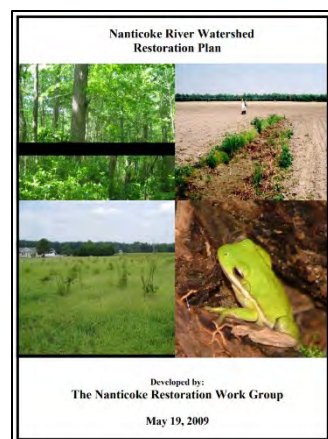 Nanticoke River Watershed
Restoration Plan
Developed by:
The Nanticoke Restoration Work Group
May 19, 2009